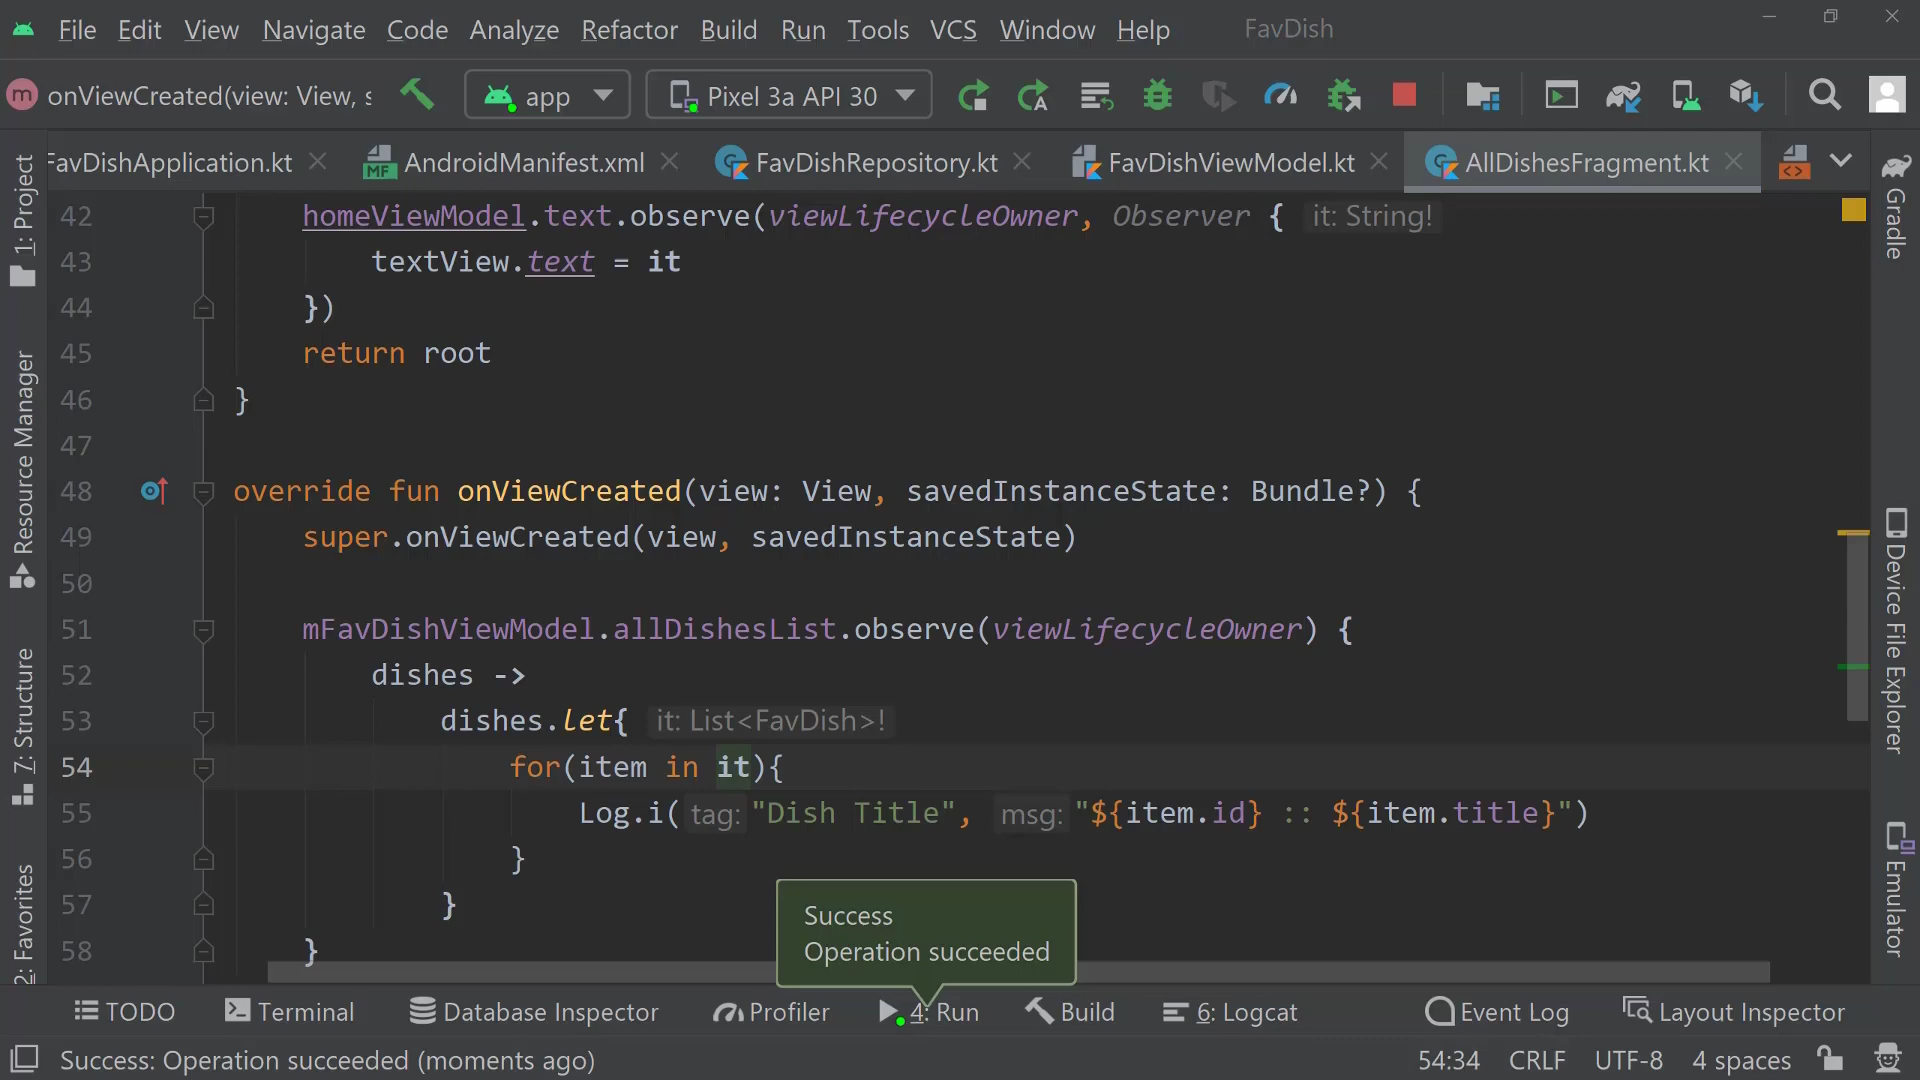 File Edit View Navigate Code Analyze Refactor Build Run Tools VCS Window Help FavDish
onViewCreated(view: View, s app Pixel 3a API 30
FavDishApplication.kt AndroidManifest.xml FavDishRepository.kt FavDishViewModel.kt AllDishesFragment.kt
42 homeViewModel.text.observe(viewLifecycleOwner, Observer { it: String!
43 textView.text = it
44 })
45 return root
46 }
47
48 override fun onViewCreated(view: View, savedInstanceState: Bundle?) {
49 super.onViewCreated(view, savedInstanceState)
50
51 mFavDishViewModel.allDishesList.observe(viewLifecycleOwner) {
52 dishes ->
53 dishes.let{ it: List<FavDish>!
54 for(item in it){
55 Log.i( tag: "Dish Title", msg: "${item.id} :: ${item.title}")
56 }
57 }
58 }
1: Project
Resource Manager
7: Structure
2: Favorites
Gradle
Device File Explorer
Emulator
Success
Operation succeeded
TODO Terminal Database Inspector Profiler 4: Run Build 6: Logcat Event Log Layout Inspector
Success: Operation succeeded (moments ago) 54:34 CRLF UTF-8 4 spaces